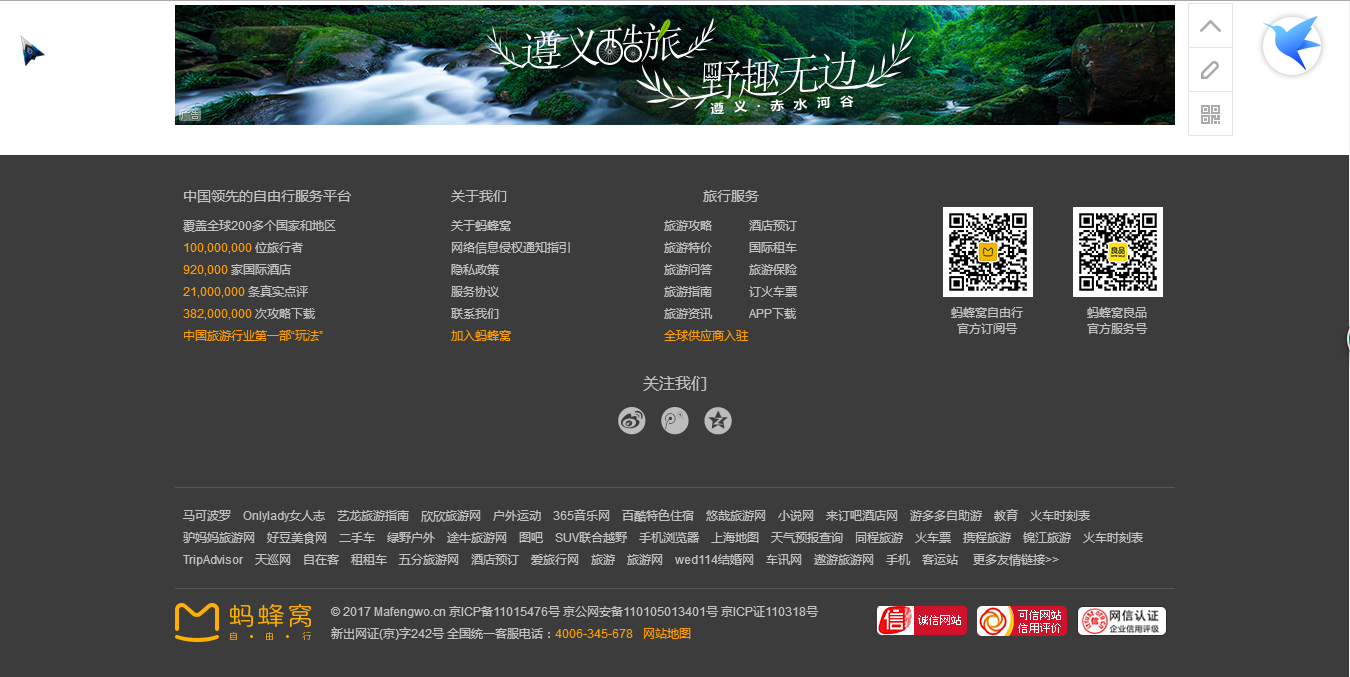 遵义酷旅
野趣无边
遵义·赤水河谷
广告
中国领先的自由行服务平台
覆盖全球200多个国家和地区
100,000,000 位旅行者
920,000 家国际酒店
21,000,000 条真实点评
382,000,000 次攻略下载
中国旅游行业第一部“玩法”
关于我们
关于蚂蜂窝
网络信息侵权通知指引
隐私政策
服务协议
联系我们
加入蚂蜂窝
旅行服务
旅游攻略 酒店预订
旅游特价 国际租车
旅游问答 旅游保险
旅游指南 订火车票
旅游资讯 APP下载
全球供应商入驻
蚂蜂窝自由行
官方订阅号
良品
蚂蜂窝良品
官方服务号
关注我们
马可波罗 Onlylady女人志 艺龙旅游指南 欣欣旅游网 户外运动 365音乐网 百酷特色住宿 悠哉旅游网 小说网 来订吧酒店网 游多多自助游 教育 火车时刻表
驴妈妈旅游网 好豆美食网 二手车 绿野户外 途牛旅游网 图吧 SUV联合越野 手机浏览器 上海地图 天气预报查询 同程旅游 火车票 携程旅游 锦江旅游 火车时刻表
TripAdvisor 天巡网 自在客 租租车 五分旅游网 酒店预订 爱旅行网 旅游 旅游网 wed114结婚网 车讯网 遨游旅游网 手机 客运站 更多友情链接>>
蚂蜂窝
自·由·行
© 2017 Mafengwo.cn 京ICP备11015476号 京公网安备110105013401号 京ICP证110318号
新出网证(京)字242号 全国统一客服电话：4006-345-678 网站地图
信 诚信网站
可信网站
信用评价
信 网信认证
企业信用评级